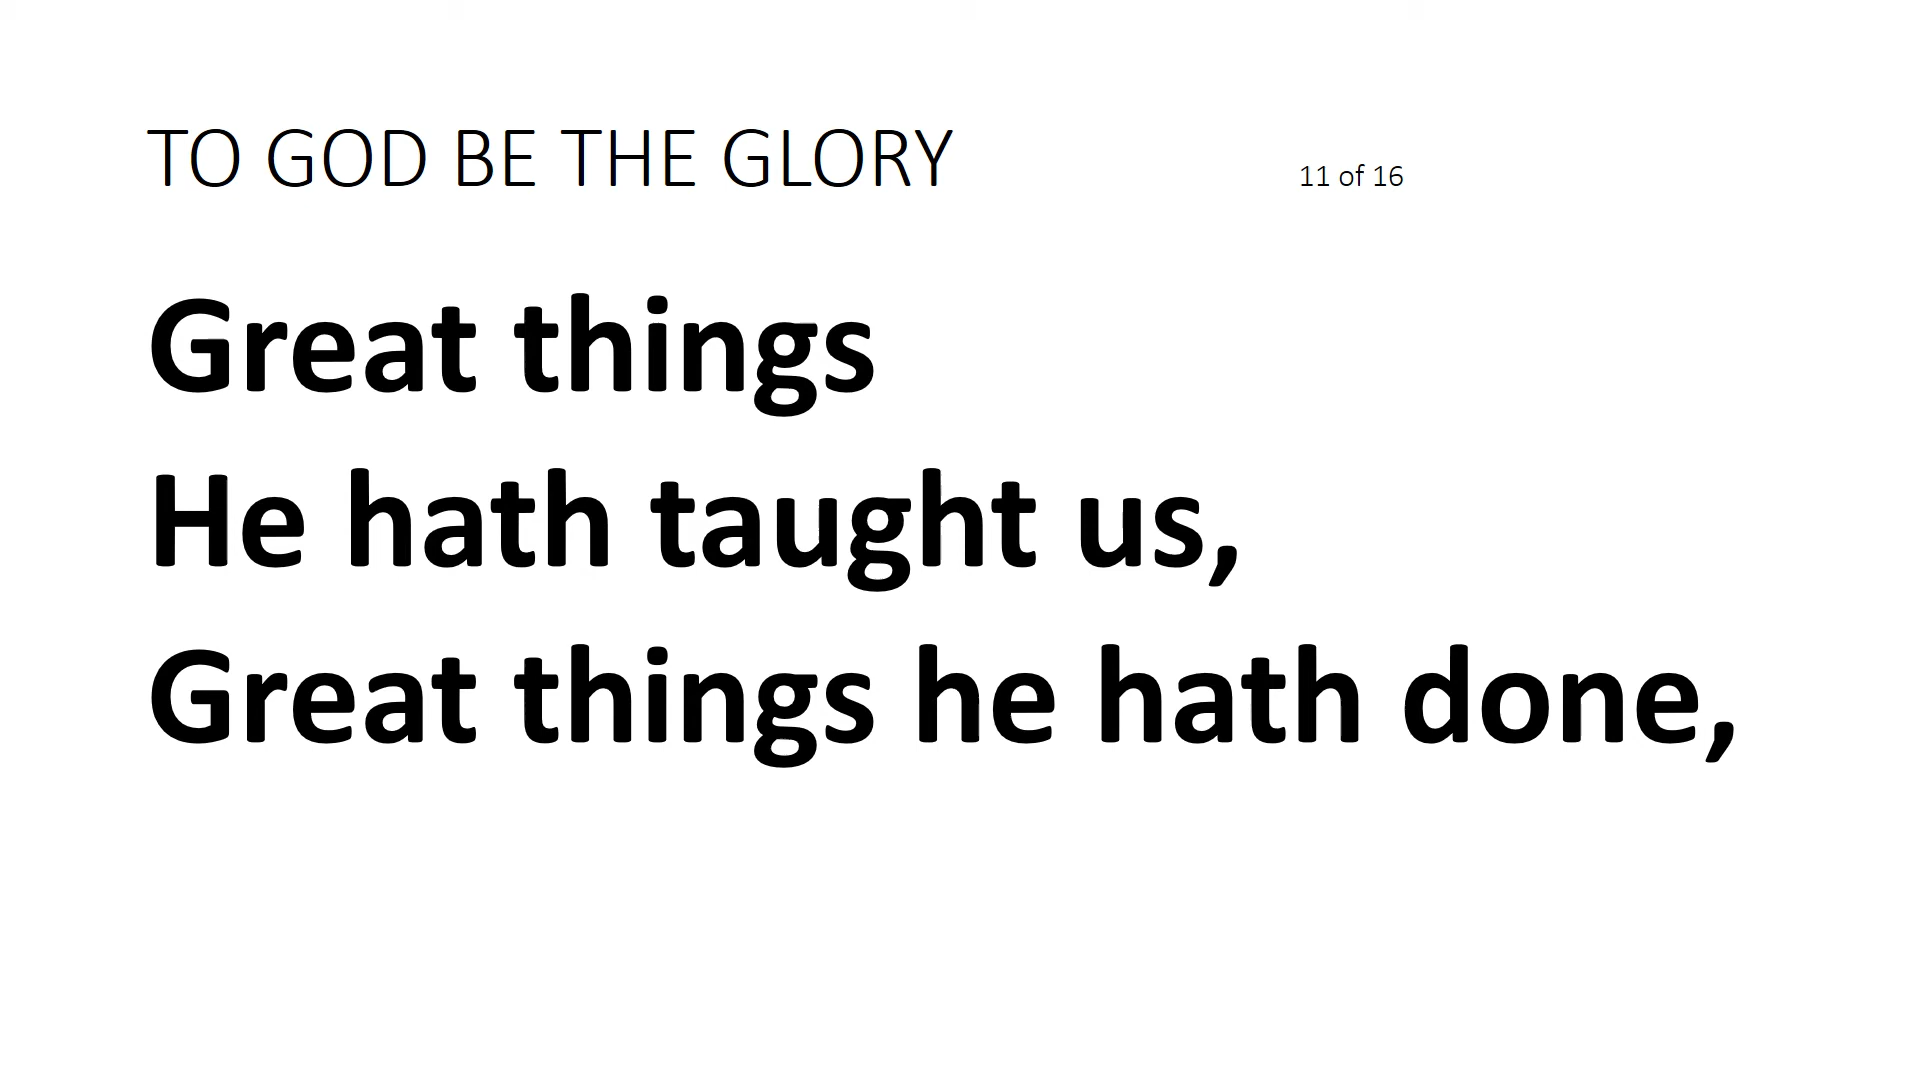 TO GOD BE THE GLORY 11 of 16
Great things
He hath taught us,
Great things he hath done,